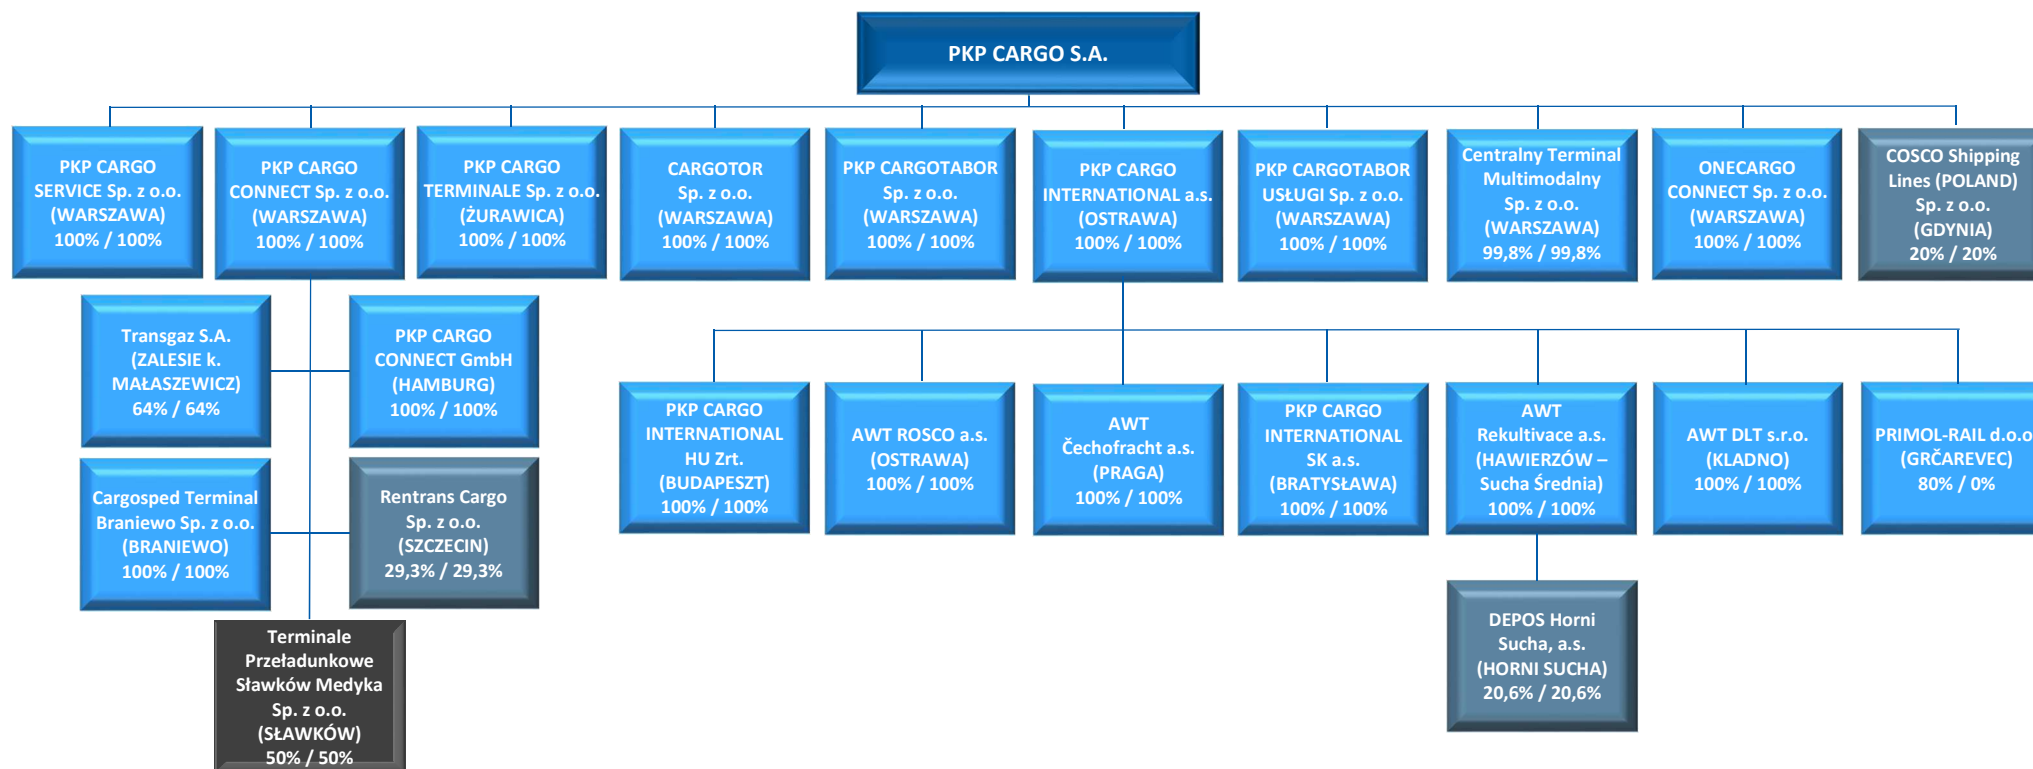 PKP CARGO S.A.
PKP CARGO
SERVICE Sp. z o.o.
(WARSZAWA)
100% / 100%
PKP CARGO
CONNECT Sp. z o.o.
(WARSZAWA)
100% / 100%
PKP CARGO
TERMINALE Sp. z o.o.
(ŻURAWICA)
100% / 100%
CARGOTOR
Sp. z o.o.
(WARSZAWA)
100% / 100%
PKP CARGOTABOR
Sp. z o.o.
(WARSZAWA)
100% / 100%
PKP CARGO
INTERNATIONAL a.s.
(OSTRAWA)
100% / 100%
PKP CARGOTABOR
USŁUGI Sp. z o.o.
(WARSZAWA)
100% / 100%
Centralny Terminal
Multimodalny
Sp. z o.o.
(WARSZAWA)
99,8% / 99,8%
ONECARGO
CONNECT Sp. z o.o.
(WARSZAWA)
100% / 100%
COSCO Shipping
Lines (POLAND)
Sp. z o.o.
(GDYNIA)
20% / 20%
Transgaz S.A.
(ZALESIE k.
MAŁASZEWICZ)
64% / 64%
PKP CARGO
CONNECT GmbH
(HAMBURG)
100% / 100%
Cargosped Terminal
Braniewo Sp. z o.o.
(BRANIEWO)
100% / 100%
Rentrans Cargo
Sp. z o.o.
(SZCZECIN)
29,3% / 29,3%
Terminale
Przeładunkowe
Sławków Medyka
Sp. z o.o.
(SŁAWKÓW)
50% / 50%
PKP CARGO
INTERNATIONAL
HU Zrt.
(BUDAPESZT)
100% / 100%
AWT ROSCO a.s.
(OSTRAWA)
100% / 100%
AWT
Čechofracht a.s.
(PRAGA)
100% / 100%
PKP CARGO
INTERNATIONAL
SK a.s.
(BRATYSŁAWA)
100% / 100%
AWT
Rekultivace a.s.
(HAWIERZÓW –
Sucha Średnia)
100% / 100%
AWT DLT s.r.o.
(KLADNO)
100% / 100%
PRIMOL-RAIL d.o.o
(GRČAREVEC)
80% / 0%
DEPOS Horni
Sucha, a.s.
(HORNI SUCHA)
20,6% / 20,6%